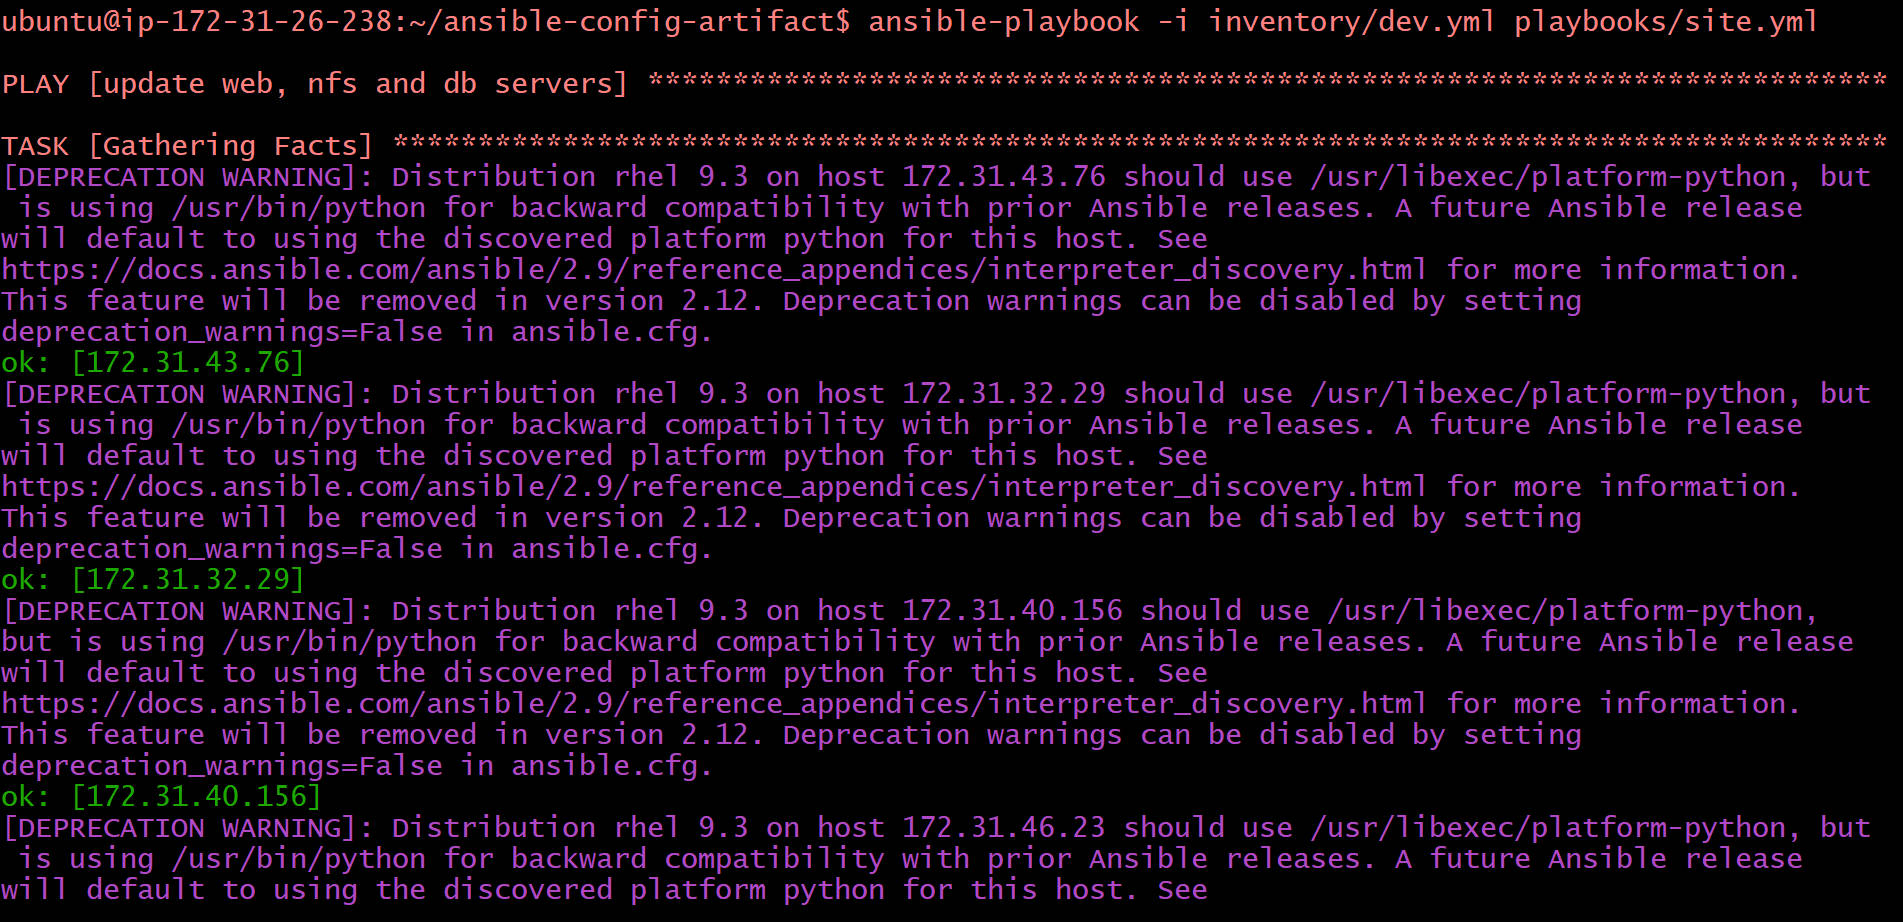 ubuntu@ip-172-31-26-238:~/ansible-config-artifact$ ansible-playbook -i inventory/dev.yml playbooks/site.yml
PLAY [update web, nfs and db servers] *************************************************************************
TASK [Gathering Facts] ****************************************************************************************
[DEPRECATION WARNING]: Distribution rhel 9.3 on host 172.31.43.76 should use /usr/libexec/platform-python, but
 is using /usr/bin/python for backward compatibility with prior Ansible releases. A future Ansible release
will default to using the discovered platform python for this host. See
https://docs.ansible.com/ansible/2.9/reference_appendices/interpreter_discovery.html for more information.
This feature will be removed in version 2.12. Deprecation warnings can be disabled by setting
deprecation_warnings=False in ansible.cfg.
ok: [172.31.43.76]
[DEPRECATION WARNING]: Distribution rhel 9.3 on host 172.31.32.29 should use /usr/libexec/platform-python, but
 is using /usr/bin/python for backward compatibility with prior Ansible releases. A future Ansible release
will default to using the discovered platform python for this host. See
https://docs.ansible.com/ansible/2.9/reference_appendices/interpreter_discovery.html for more information.
This feature will be removed in version 2.12. Deprecation warnings can be disabled by setting
deprecation_warnings=False in ansible.cfg.
ok: [172.31.32.29]
[DEPRECATION WARNING]: Distribution rhel 9.3 on host 172.31.40.156 should use /usr/libexec/platform-python,
but is using /usr/bin/python for backward compatibility with prior Ansible releases. A future Ansible release
will default to using the discovered platform python for this host. See
https://docs.ansible.com/ansible/2.9/reference_appendices/interpreter_discovery.html for more information.
This feature will be removed in version 2.12. Deprecation warnings can be disabled by setting
deprecation_warnings=False in ansible.cfg.
ok: [172.31.40.156]
[DEPRECATION WARNING]: Distribution rhel 9.3 on host 172.31.46.23 should use /usr/libexec/platform-python, but
 is using /usr/bin/python for backward compatibility with prior Ansible releases. A future Ansible release
will default to using the discovered platform python for this host. See